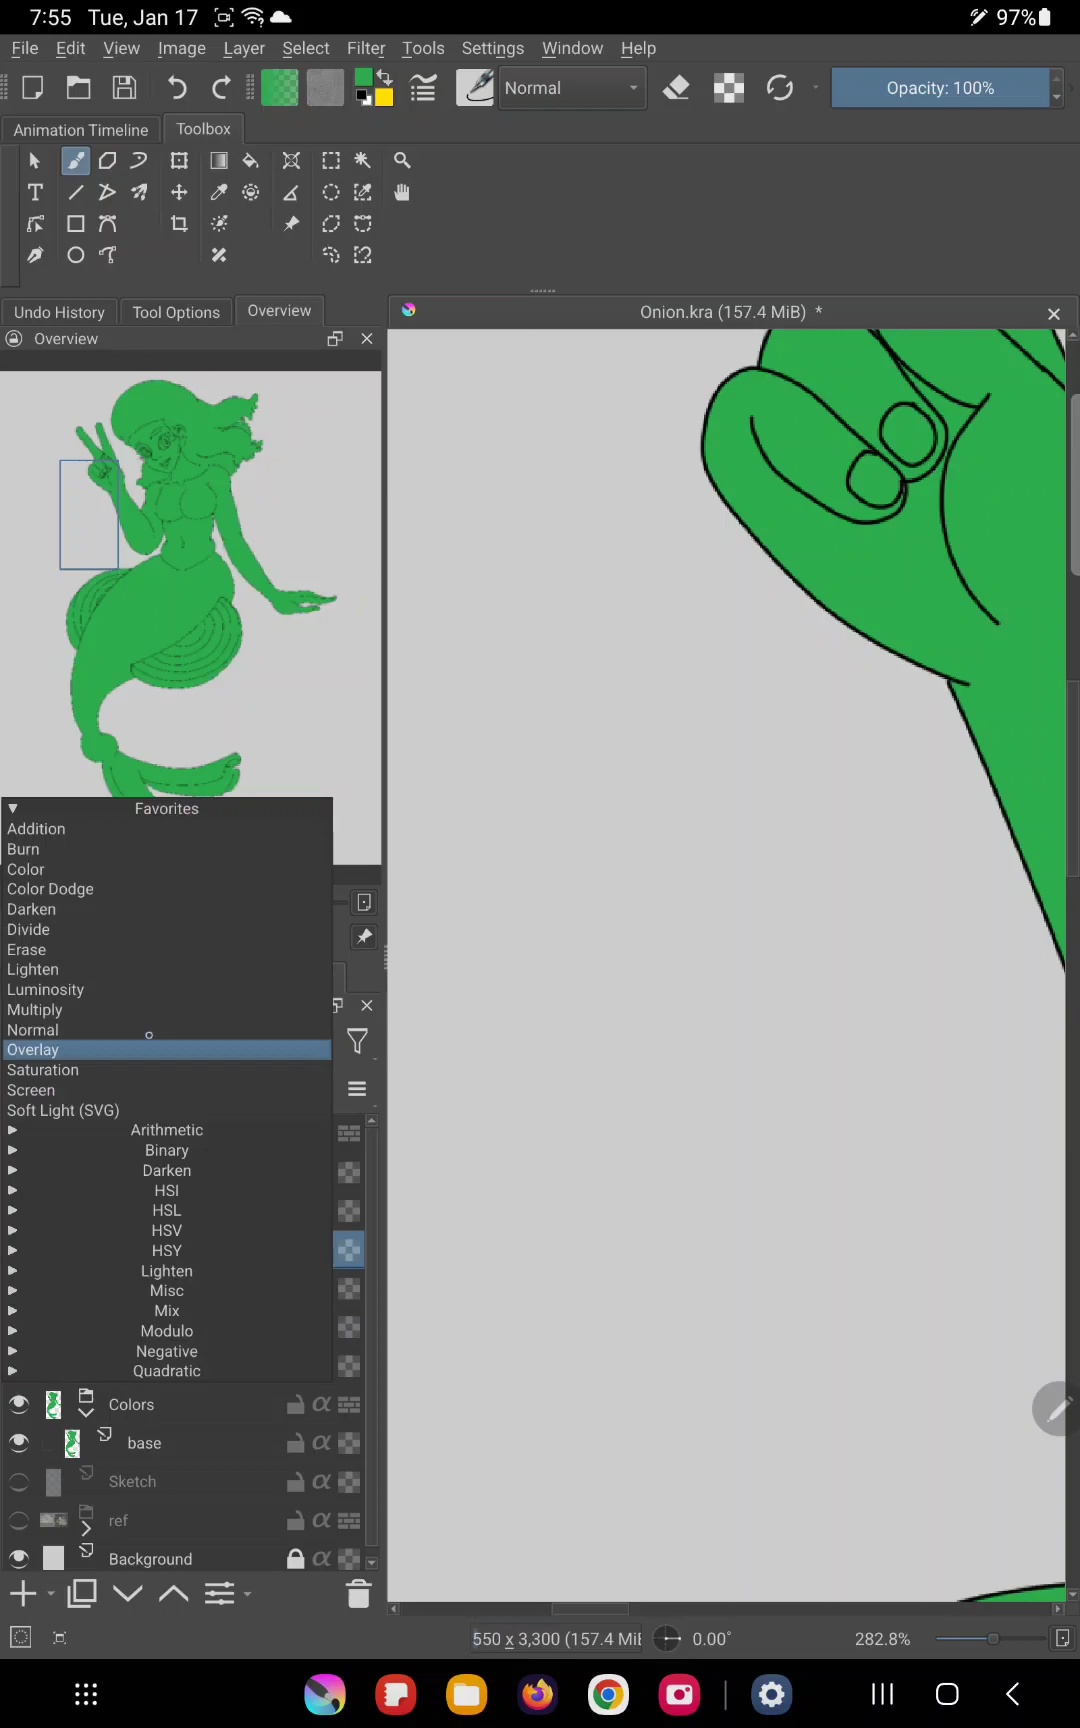 7:55 Tue, Jan 17 97%
File Edit View Image Layer Select Filter Tools Settings Window Help
Normal Opacity: 100%
Animation Timeline Toolbox
Undo History Tool Options Overview Onion.kra (157.4 MiB) *
Overview
Favorites
Addition
Burn
Color
Color Dodge
Darken
Divide
Erase
Lighten
Luminosity
Multiply
Normal
Overlay
Saturation
Screen
Soft Light (SVG)
Arithmetic
Binary
Darken
HSI
HSL
HSV
HSY
Lighten
Misc
Mix
Modulo
Negative
Quadratic
Colors
base
Sketch
ref
Background
550 x 3,300 (157.4 MiB 0.00° 282.8%